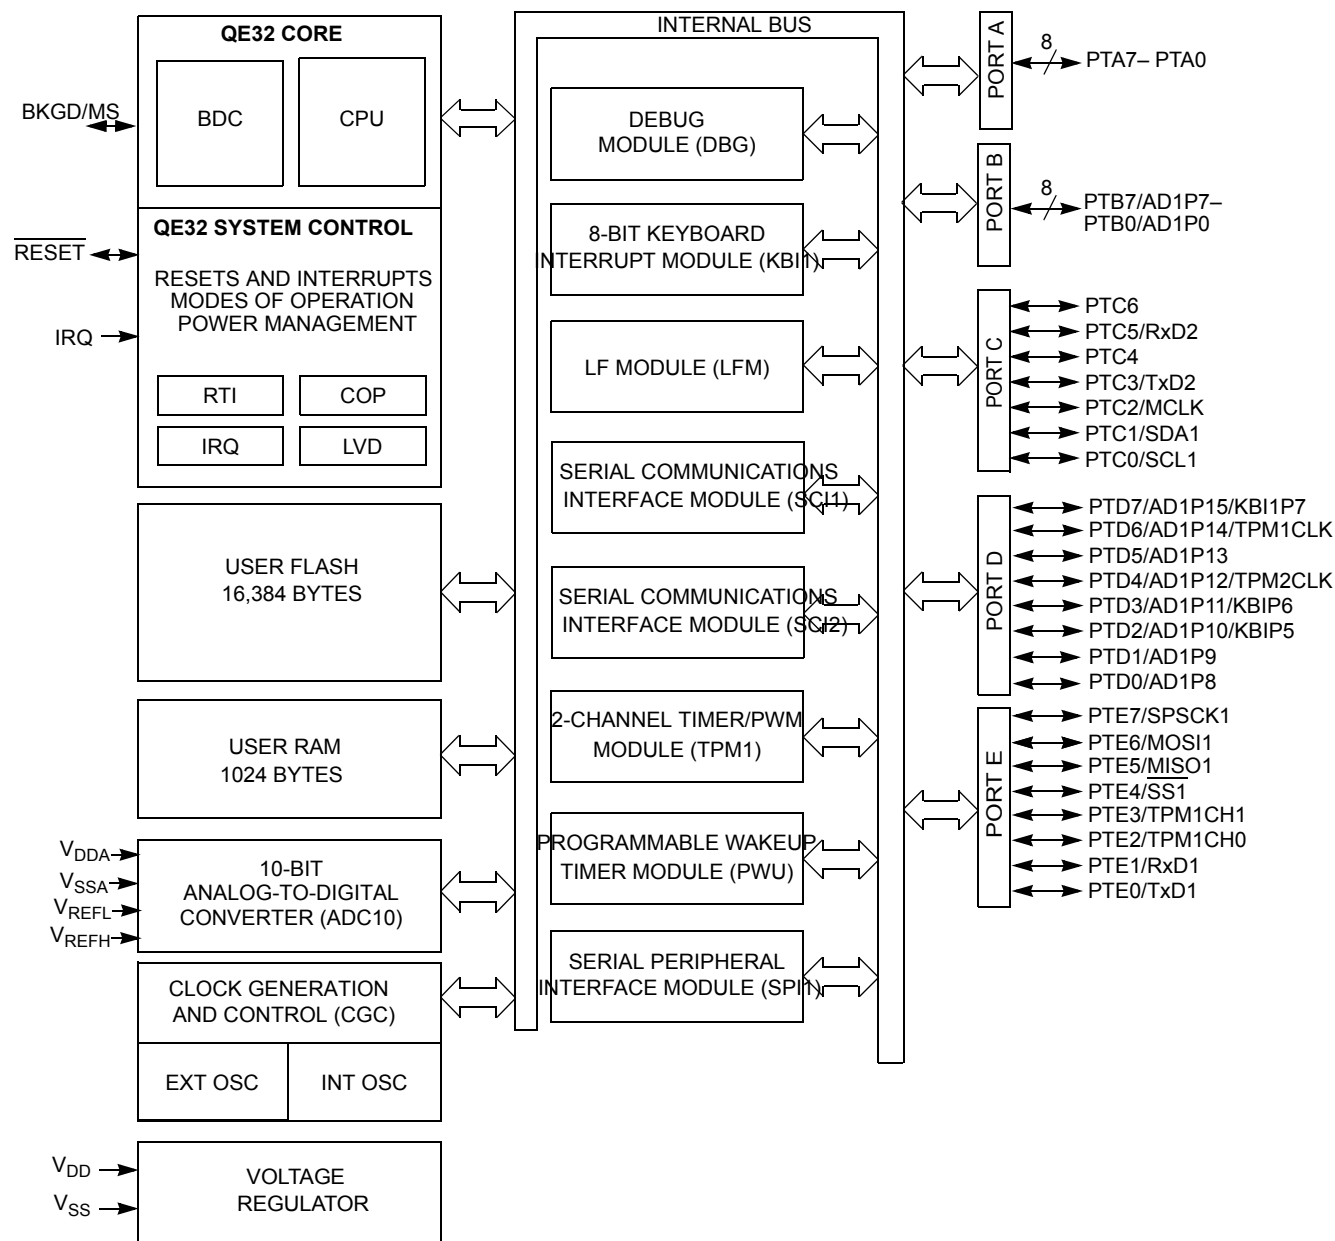 QE32 CORE
BDC
CPU
BKGD/MS
QE32 SYSTEM CONTROL
RESET
RESETS AND INTERRUPTS
MODES OF OPERATION
POWER MANAGEMENT
IRQ
RTI
COP
IRQ
LVD
USER FLASH
16,384 BYTES
USER RAM
1024 BYTES
VDDA
VSSA
VREFL
VREFH
10-BIT
ANALOG-TO-DIGITAL
CONVERTER (ADC10)
CLOCK GENERATION
AND CONTROL (CGC)
EXT OSC
INT OSC
VDD
VSS
VOLTAGE
REGULATOR
INTERNAL BUS
DEBUG
MODULE (DBG)
8-BIT KEYBOARD
INTERRUPT MODULE (KBI1)
LF MODULE (LFM)
SERIAL COMMUNICATIONS
INTERFACE MODULE (SCI1)
SERIAL COMMUNICATIONS
INTERFACE MODULE (SCI2)
2-CHANNEL TIMER/PWM
MODULE (TPM1)
PROGRAMMABLE WAKEUP
TIMER MODULE (PWU)
SERIAL PERIPHERAL
INTERFACE MODULE (SPI1)
PORT A
8
PTA7– PTA0
PORT B
8
PTB7/AD1P7–
PTB0/AD1P0
PORT C
PTC6
PTC5/RxD2
PTC4
PTC3/TxD2
PTC2/MCLK
PTC1/SDA1
PTC0/SCL1
PORT D
PTD7/AD1P15/KBI1P7
PTD6/AD1P14/TPM1CLK
PTD5/AD1P13
PTD4/AD1P12/TPM2CLK
PTD3/AD1P11/KBIP6
PTD2/AD1P10/KBIP5
PTD1/AD1P9
PTD0/AD1P8
PORT E
PTE7/SPSCK1
PTE6/MOSI1
PTE5/MISO1
PTE4/SS1
PTE3/TPM1CH1
PTE2/TPM1CH0
PTE1/RxD1
PTE0/TxD1